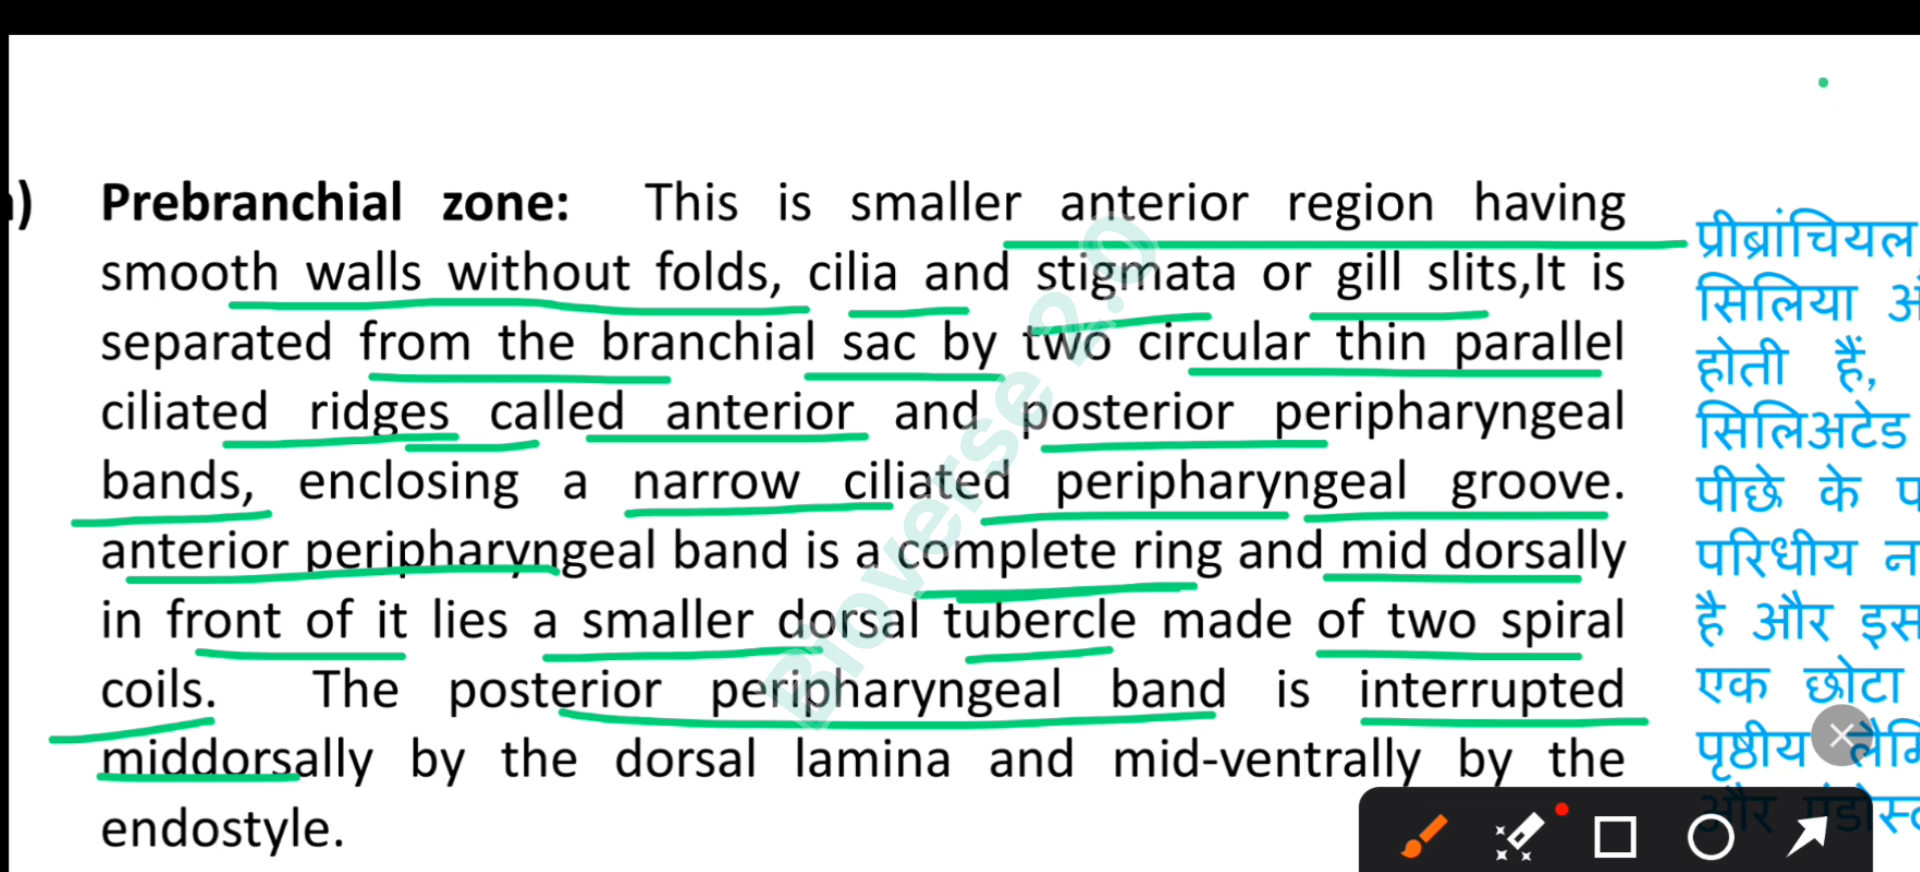 ) Prebranchial zone: This is smaller anterior region having
smooth walls without folds, cilia and stigmata or gill slits,It is
separated from the branchial sac by two circular thin parallel
ciliated ridges called anterior and posterior peripharyngeal
bands, enclosing a narrow ciliated peripharyngeal groove.
anterior peripharyngeal band is a complete ring and mid dorsally
in front of it lies a smaller dorsal tubercle made of two spiral
coils. The posterior peripharyngeal band is interrupted
middorsally by the dorsal lamina and mid-ventrally by the
endostyle.
प्रीब्रांचियल
सिलिया
होती हैं,
सिलिअटेड
पीछे के
परिधीय
है और
एक छोटा
पृष्ठीय
और
Bioverse 2.0